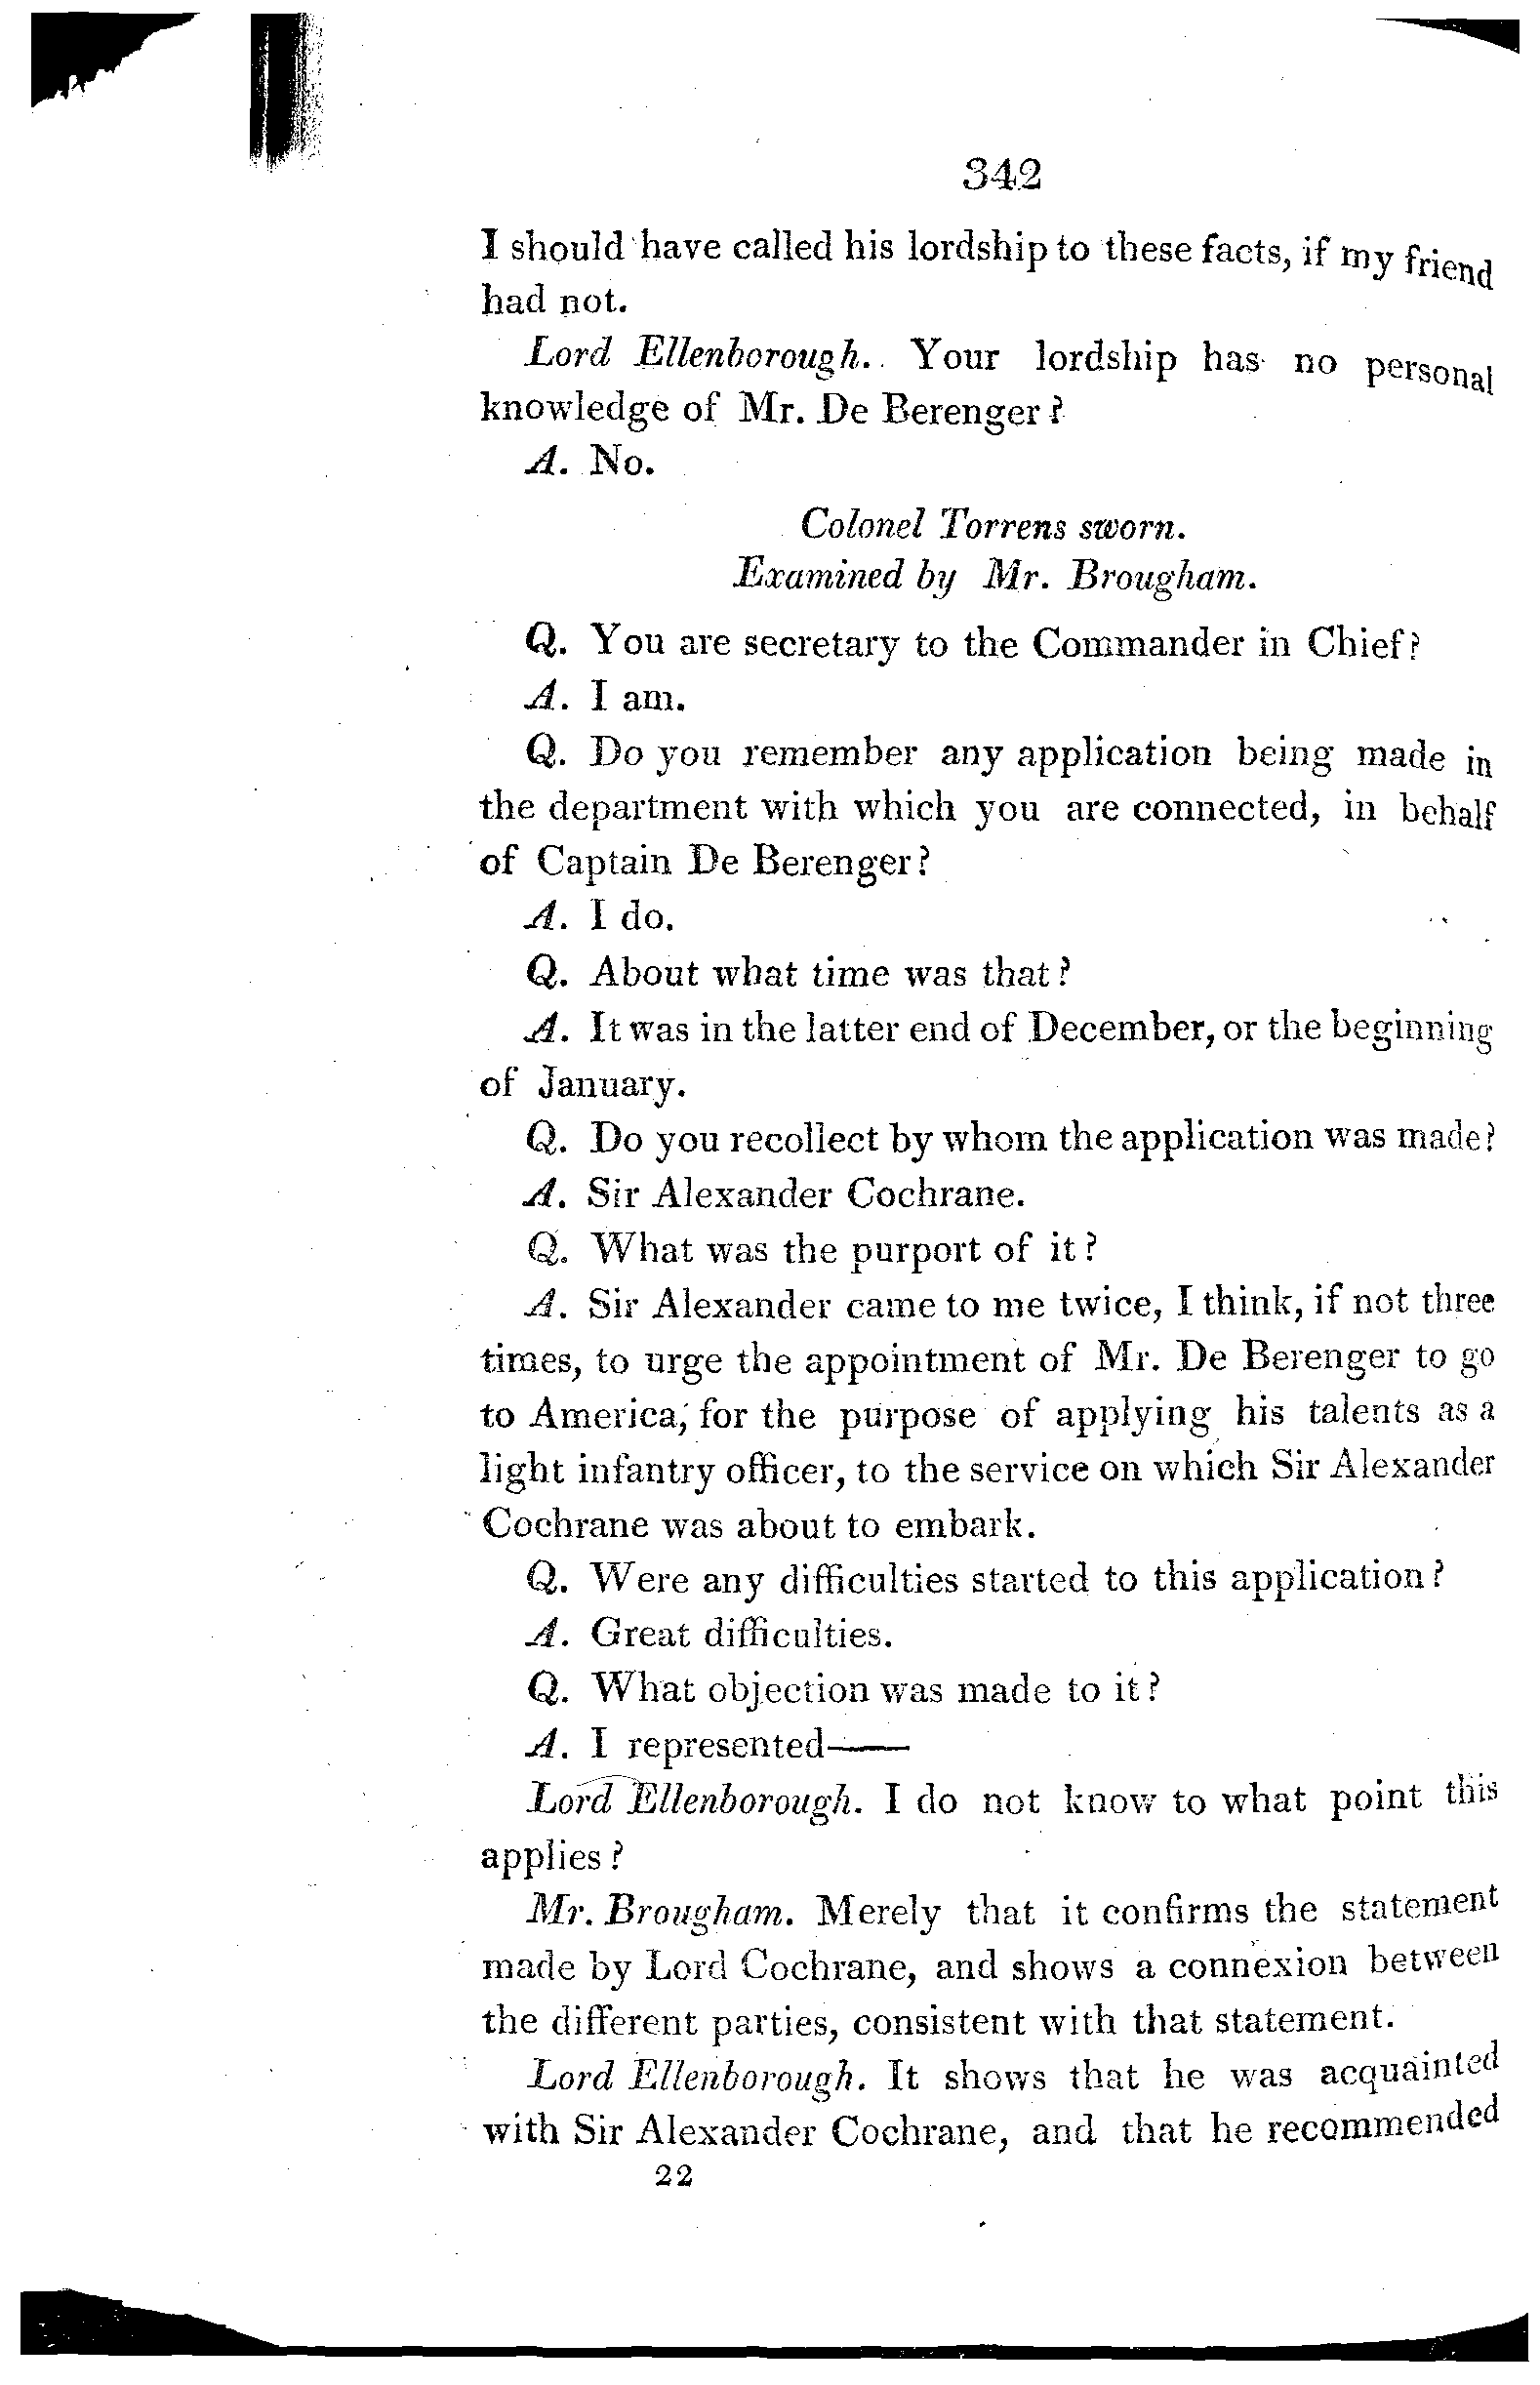 342
I should have called his lordship to these facts, if my friend
had not.
Lord Ellenborough. Your lordship has no personal
knowledge of Mr. De Berenger?
A. No.
Colonel Torrens sworn.
Examined by Mr. Brougham.
Q. You are secretary to the Commander in Chief?
A. I am.
Q. Do you remember any application being made in
the department with which you are connected, in behalf
of Captain De Berenger?
A. I do.
Q. About what time was that?
A. It was in the latter end of December, or the beginning
of January.
Q. Do you recollect by whom the application was made?
A. Sir Alexander Cochrane.
Q. What was the purport of it?
A. Sir Alexander came to me twice, I think, if not three
times, to urge the appointment of Mr. De Berenger to go
to America, for the purpose of applying his talents as a
light infantry officer, to the service on which Sir Alexander
Cochrane was about to embark.
Q. Were any difficulties started to this application?
A. Great difficulties.
Q. What objection was made to it?
A. I represented——
Lord Ellenborough. I do not know to what point this
applies?
Mr. Brougham. Merely that it confirms the statement
made by Lord Cochrane, and shows a connexion between
the different parties, consistent with that statement.
Lord Ellenborough. It shows that he was acquainted
with Sir Alexander Cochrane, and that he recommended
22